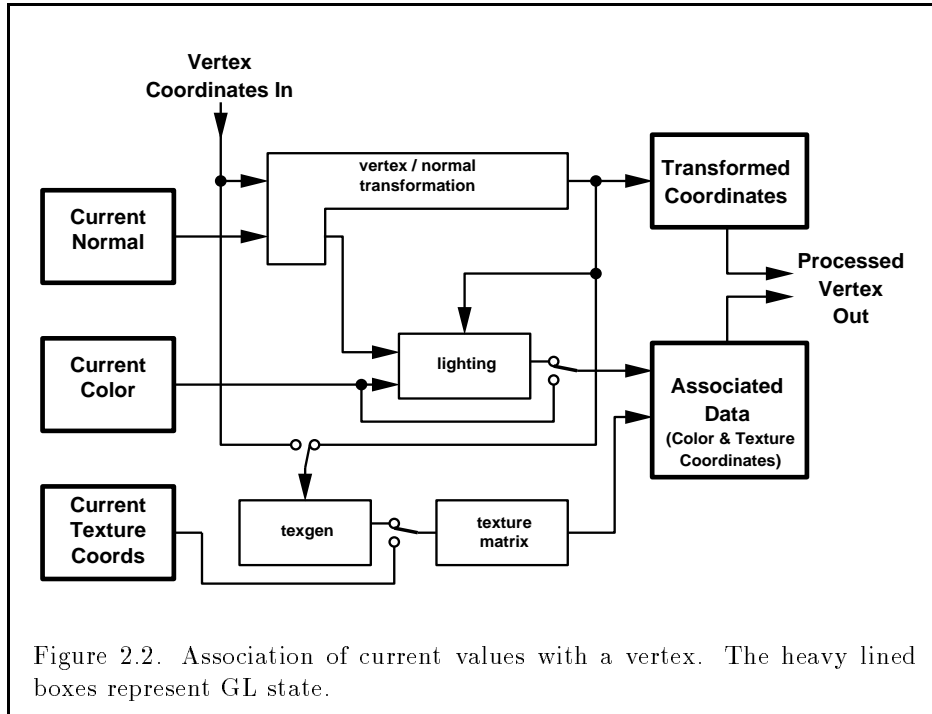 Vertex
Coordinates In
vertex / normal
transformation
Transformed
Coordinates
Current
Normal
Processed
Vertex
Out
Current
Color
lighting
Associated
Data
(Color & Texture
Coordinates)
Current
Texture
Coords
texgen
texture
matrix
Figure 2.2. Association of current values with a vertex. The heavy lined
boxes represent GL state.